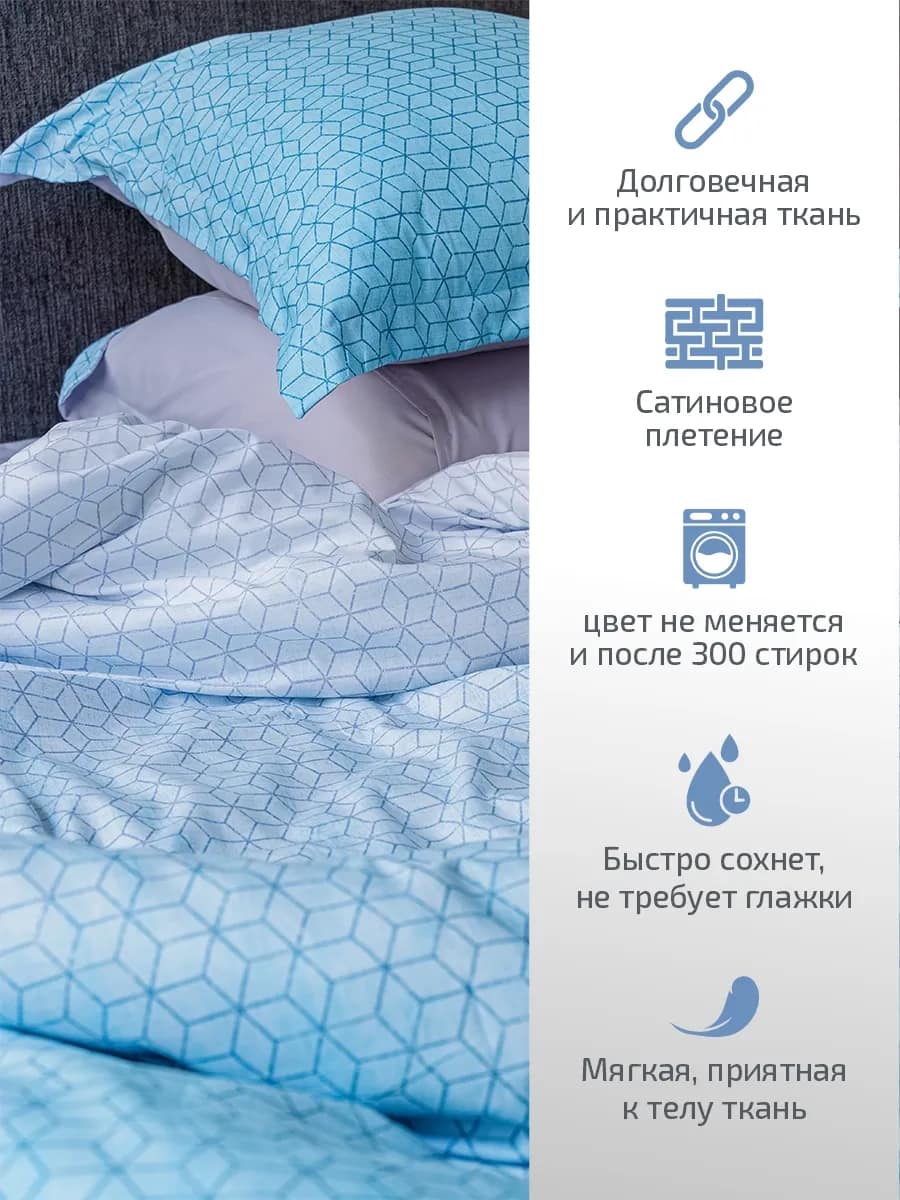 Долговечная
и практичная ткань
Сатиновое
плетение
цвет не меняется
и после 300 стирок
Быстро сохнет,
не требует глажки
Мягкая, приятная
к телу ткань